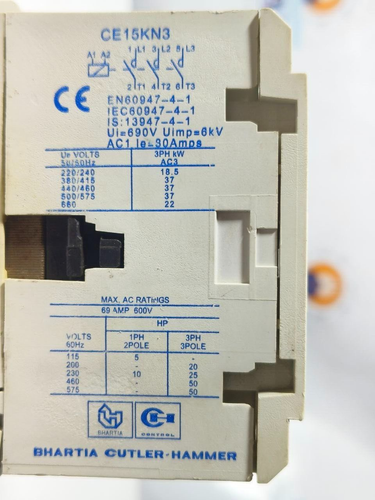 CE15KN3
A1 A2 1 L1 3 L2 5 L3
2 T1 4 T2 6 T3
CE
EN60947-4-1
IEC60947-4-1
IS:13947-4-1
Ui=690V Uimp=6kV
AC1 Ie=30Amps
Ue VOLTS 3PH kW
50/60Hz AC3
220/240 18.5
380/415 37
440/460 37
500/575 37
660 22
MAX. AC RATINGS
69 AMP 600V
HP
VOLTS 1PH 3PH
60Hz 2POLE 3POLE
115 5 -
200 - 20
230 10 25
460 - 50
575 - 50
BHARTIA CONTROL
BHARTIA CUTLER-HAMMER